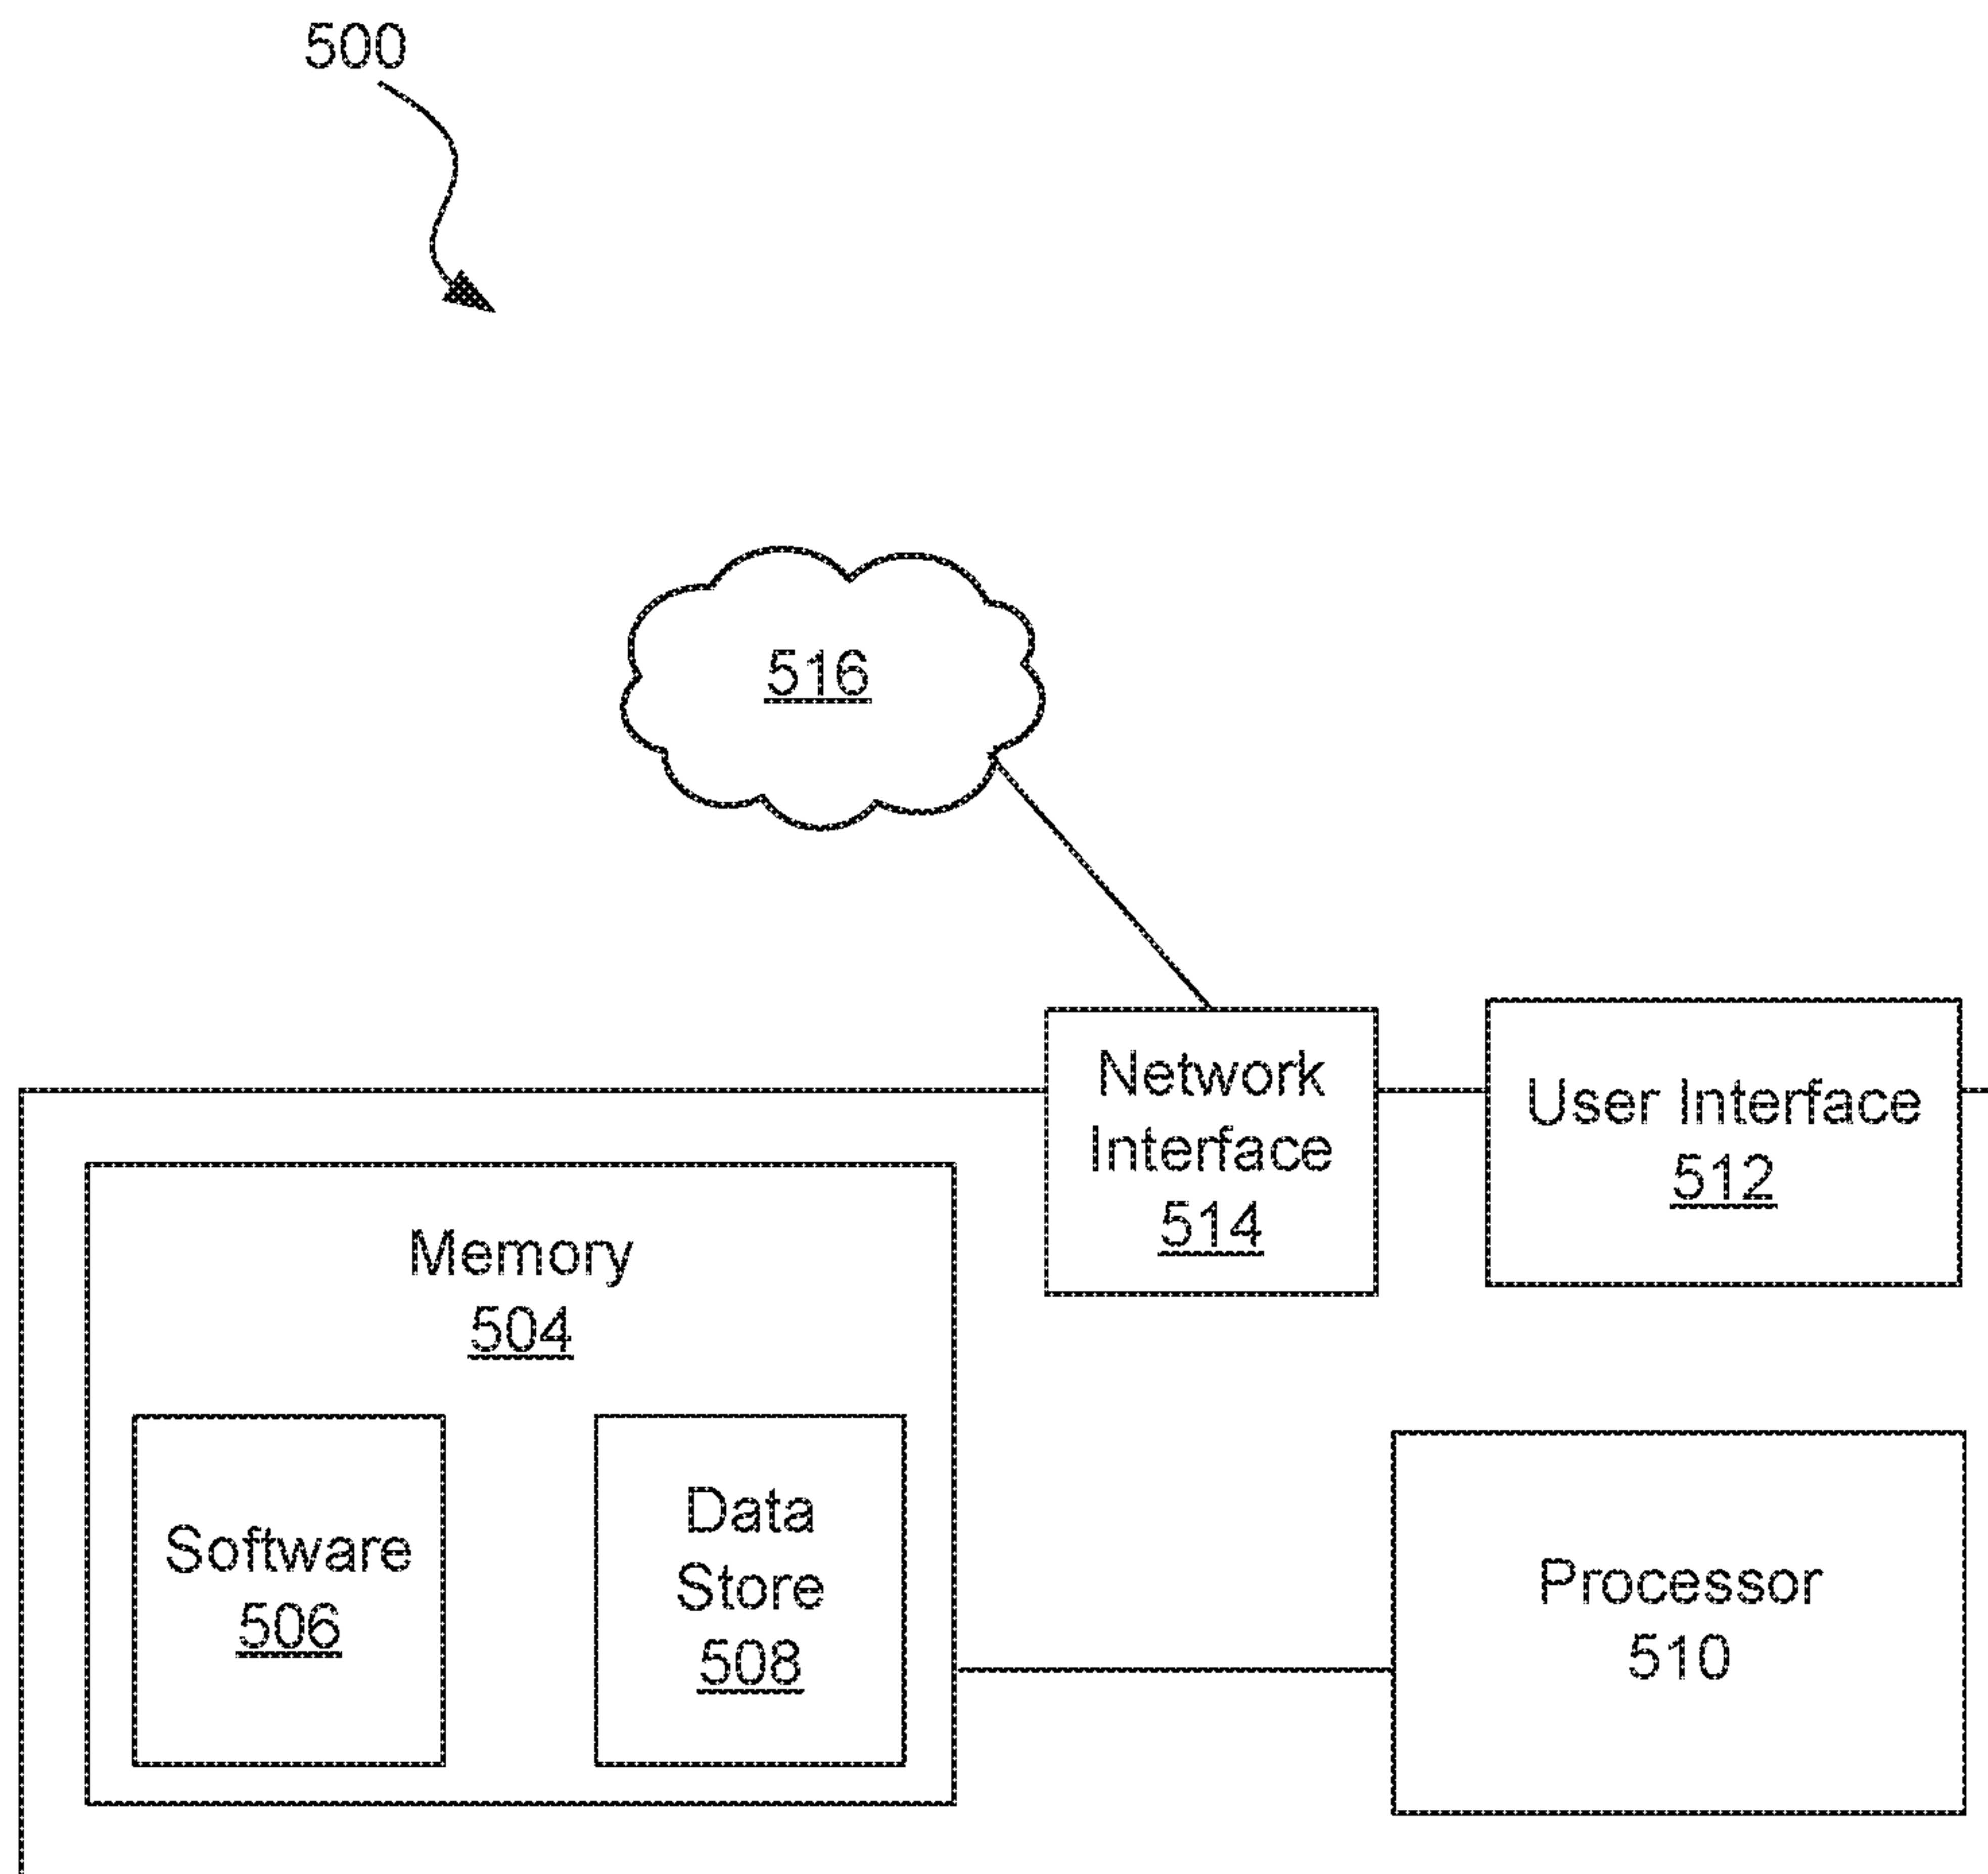 500
516
Network
Interface
514
User Interface
512
Memory
504
Software
506
Data
Store
508
Processor
510